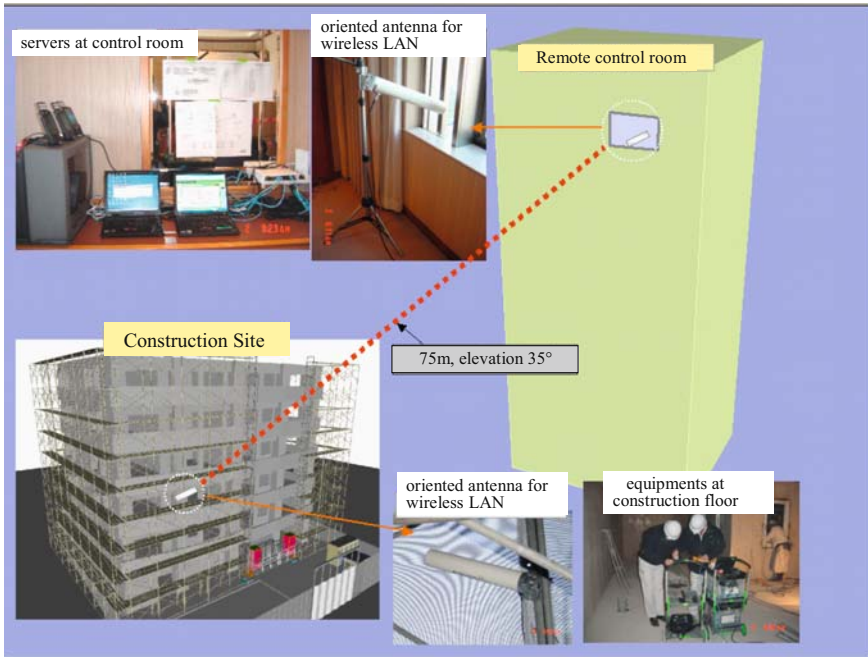 servers at control room
oriented antenna for
wireless LAN
Remote control room
Construction Site
75m, elevation 35°
oriented antenna for
wireless LAN
equipments at
construction floor